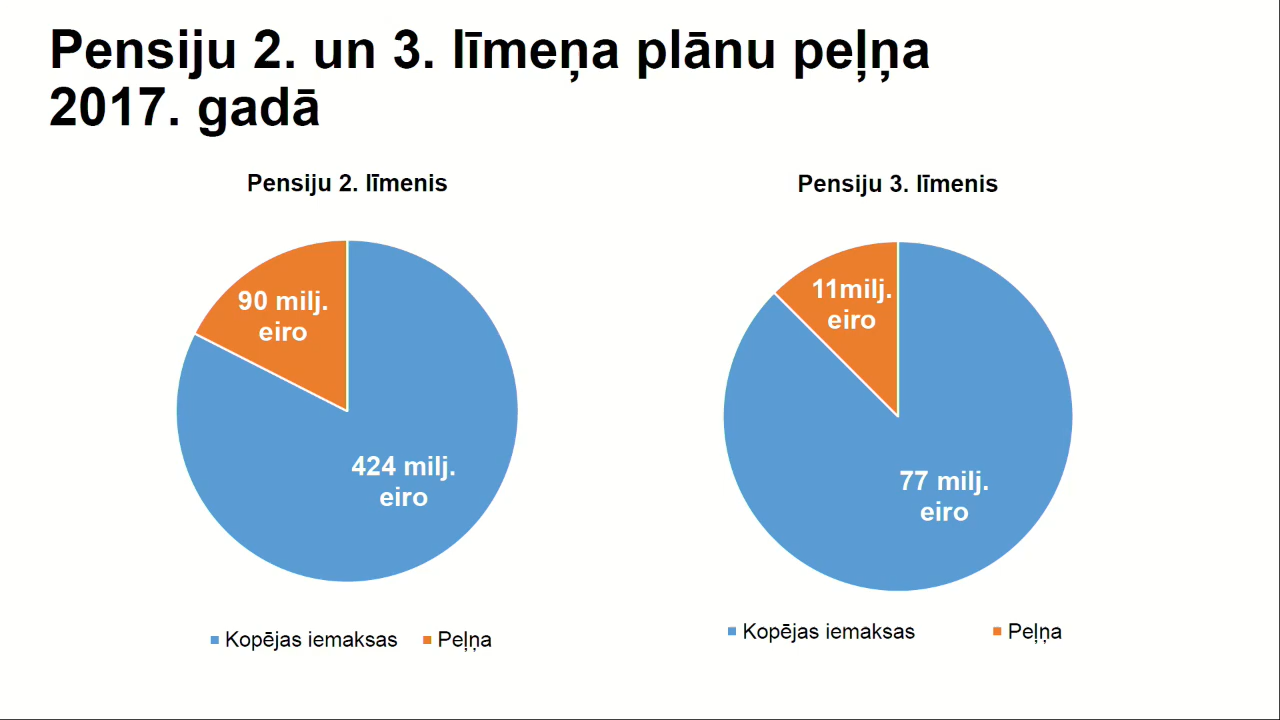 Pensiju 2. un 3. līmeņa plānu peļņa
2017. gadā
Pensiju 2. līmenis
90 milj.
eiro
424 milj.
eiro
Kopējas iemaksas
Peļņa
Pensiju 3. līmenis
11milj.
eiro
77 milj.
eiro
Kopējas iemaksas
Peļņa